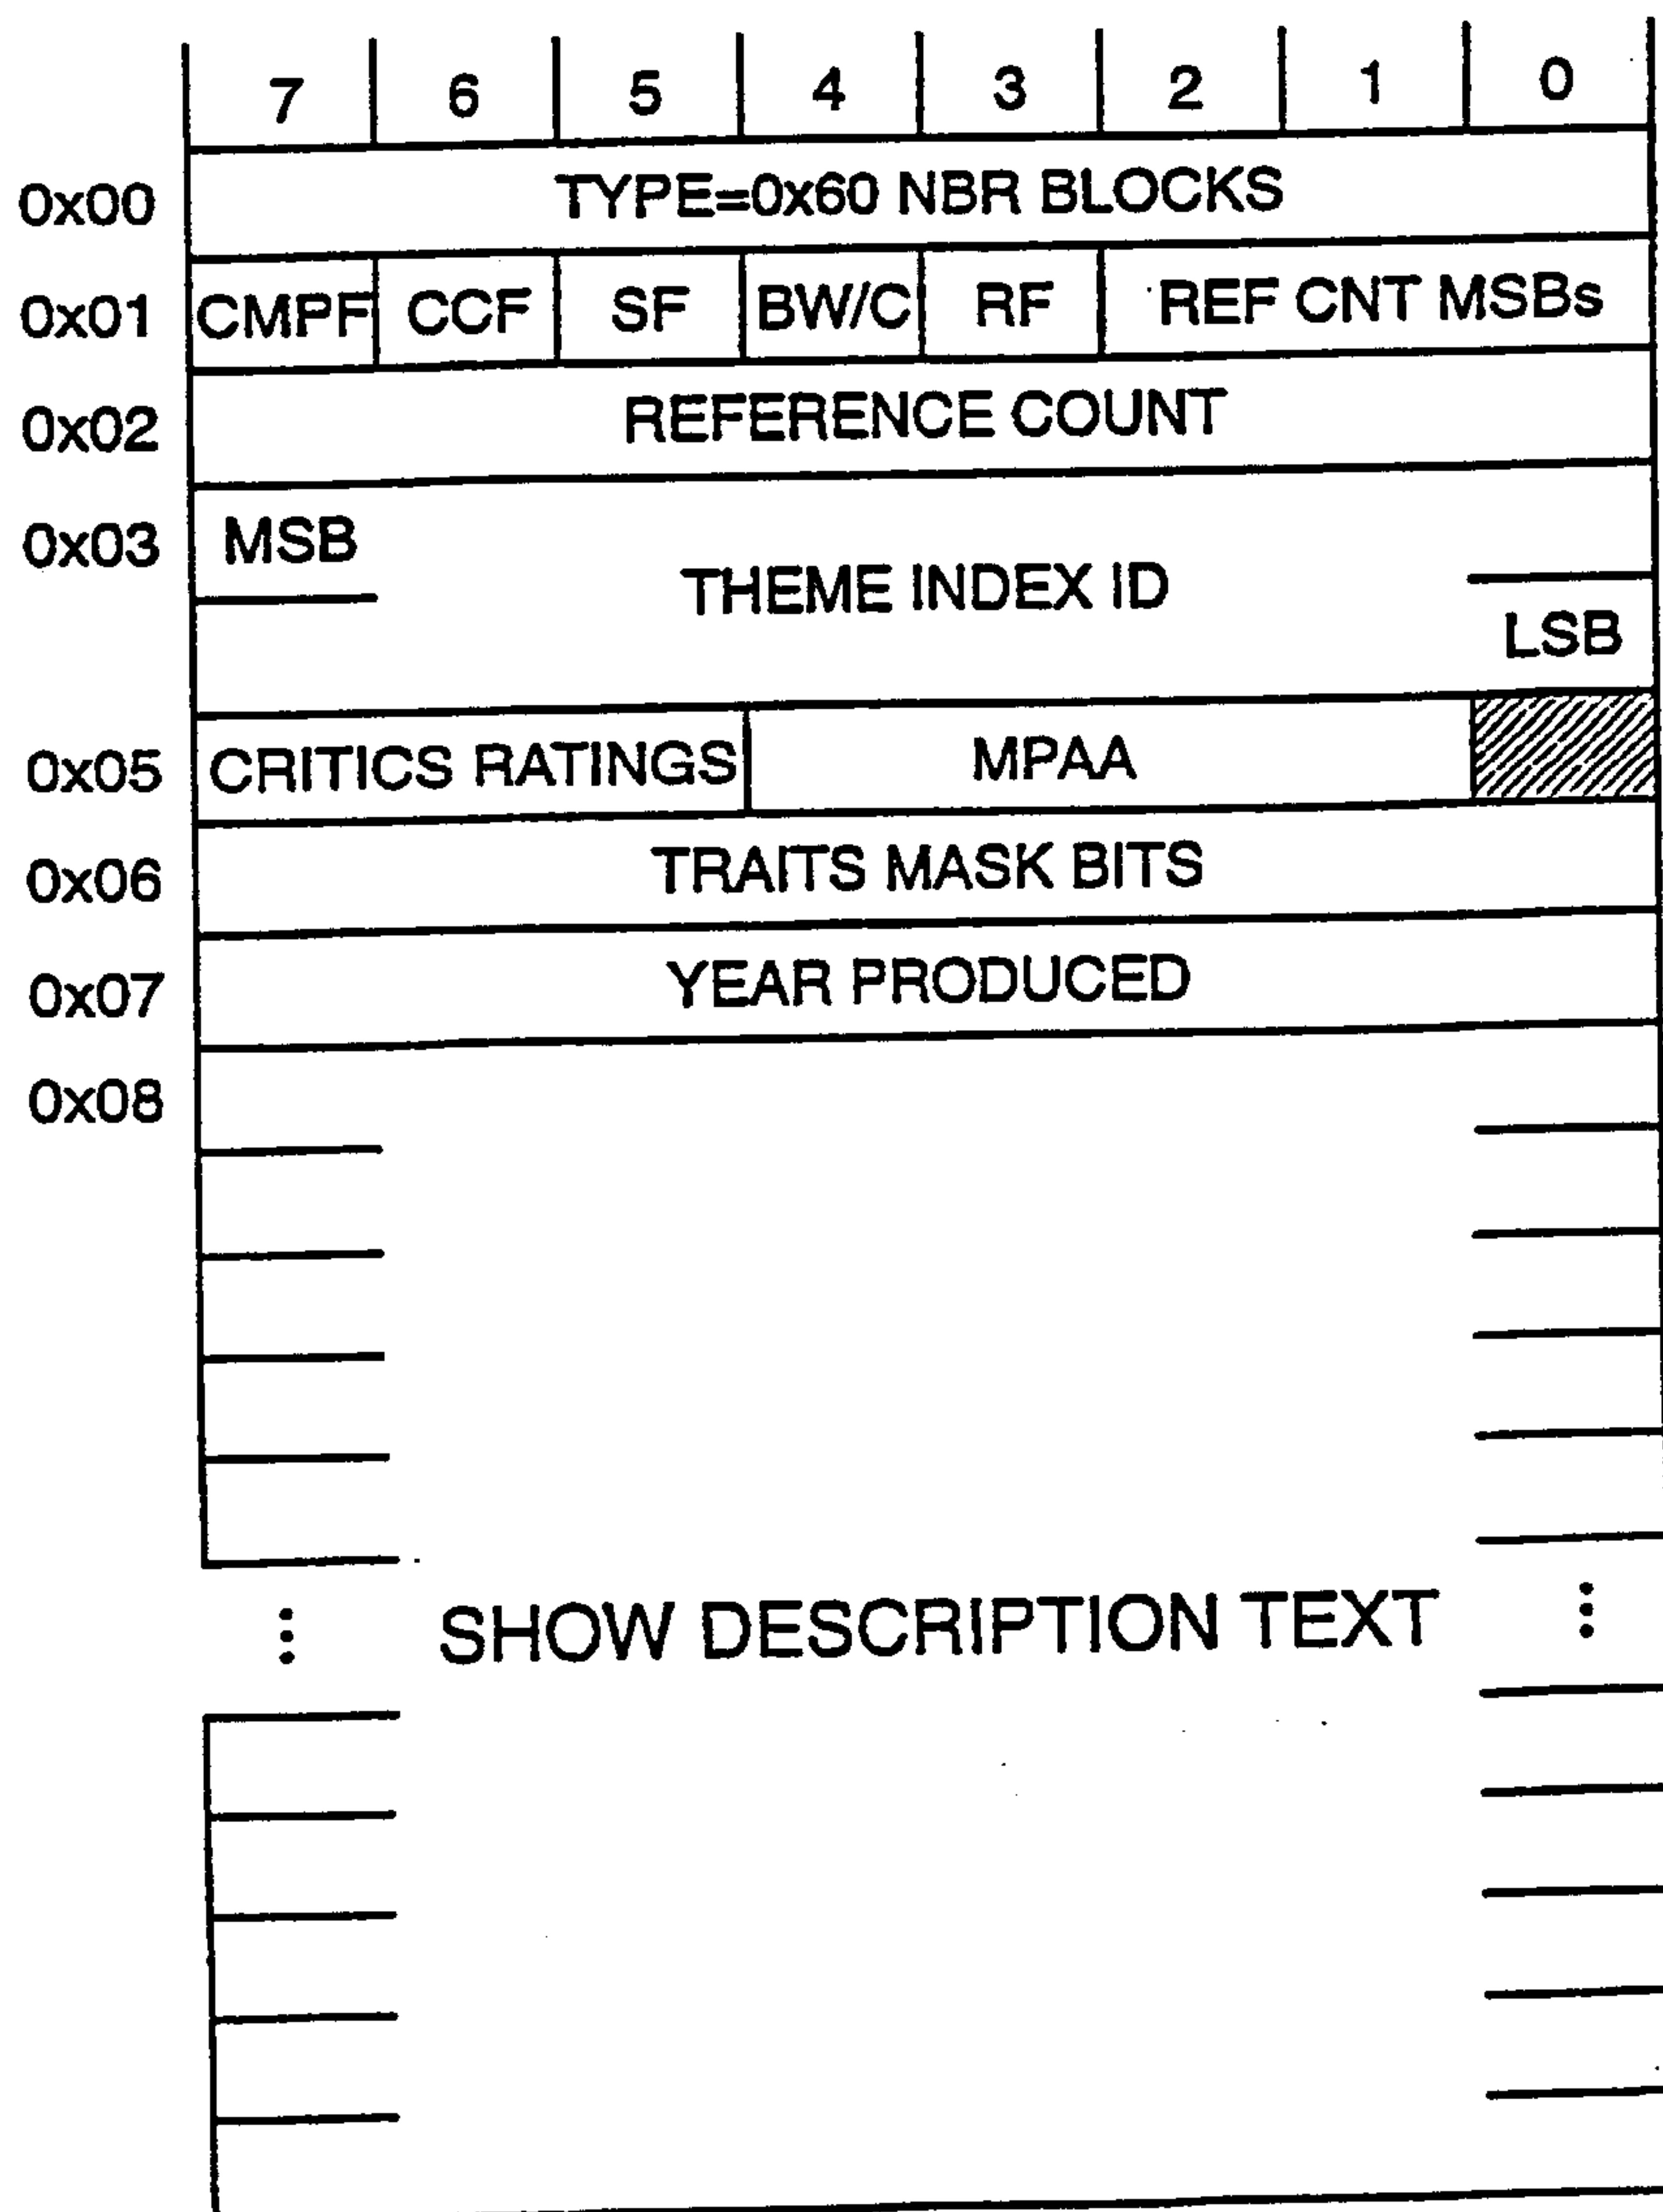 7 6 5 4 3 2 1 0
0x00 TYPE=0x60 NBR BLOCKS
0x01 CMPF CCF SF BW/C RF REF CNT MSBs
0x02 REFERENCE COUNT
0x03 MSB
THEME INDEX ID
LSB
0x05 CRITICS RATINGS MPAA
0x06 TRAITS MASK BITS
0x07 YEAR PRODUCED
0x08
SHOW DESCRIPTION TEXT